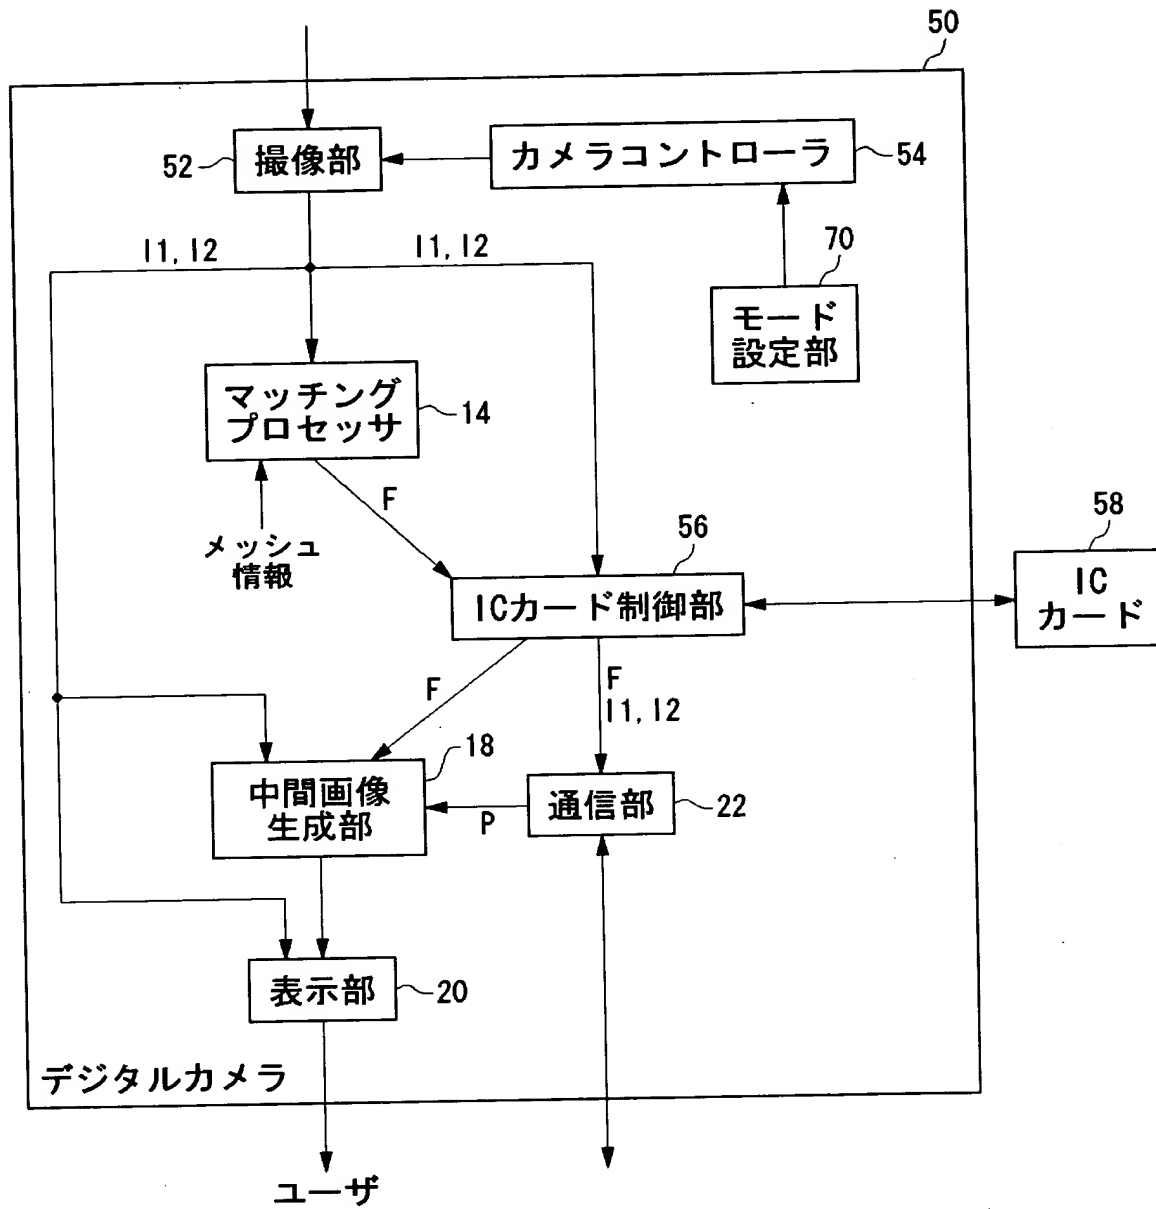 50
52
撮像部
カメラコントローラ
54
I1, I2
I1, I2
70
モード
設定部
マッチング
プロセッサ
14
F
メッシュ
情報
56
58
ICカード制御部
IC
カード
F
F
I1, I2
18
中間画像
生成部
P
通信部
22
表示部
20
デジタルカメラ
ユーザ